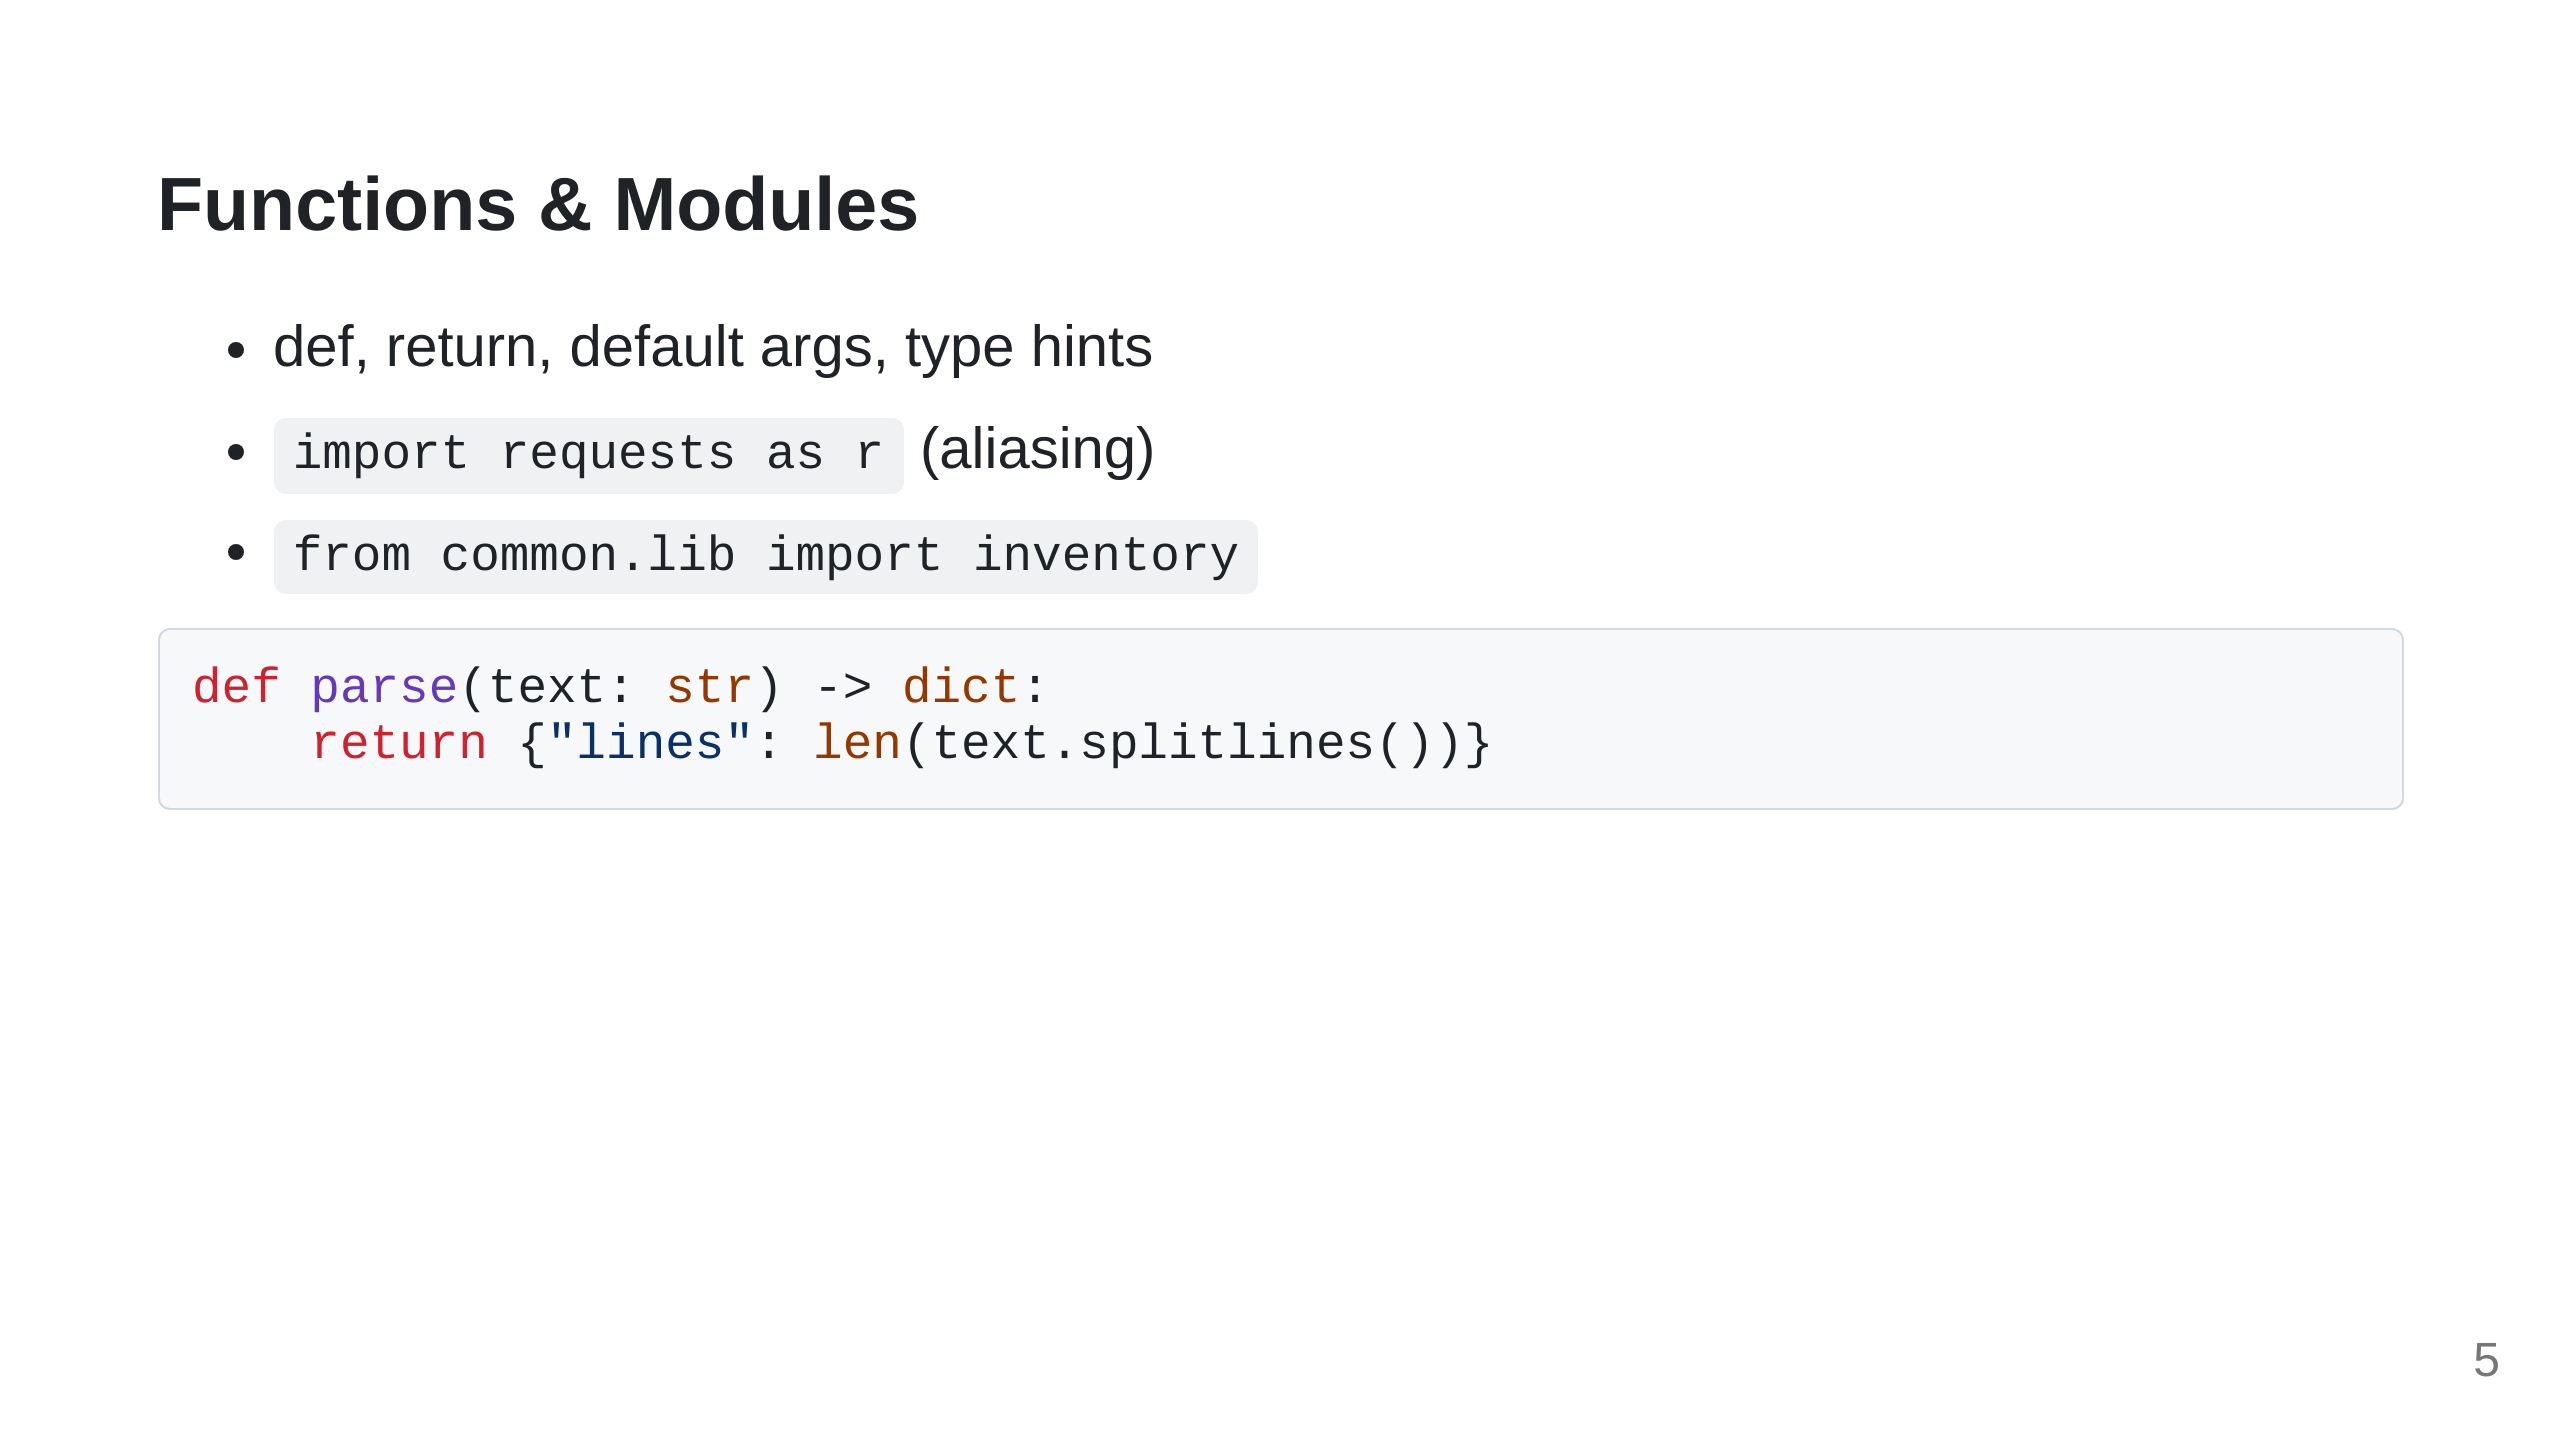 Functions & Modules
• def, return, default args, type hints
• import requests as r (aliasing)
• from common.lib import inventory
def parse(text: str) -> dict:
    return {"lines": len(text.splitlines())}
5